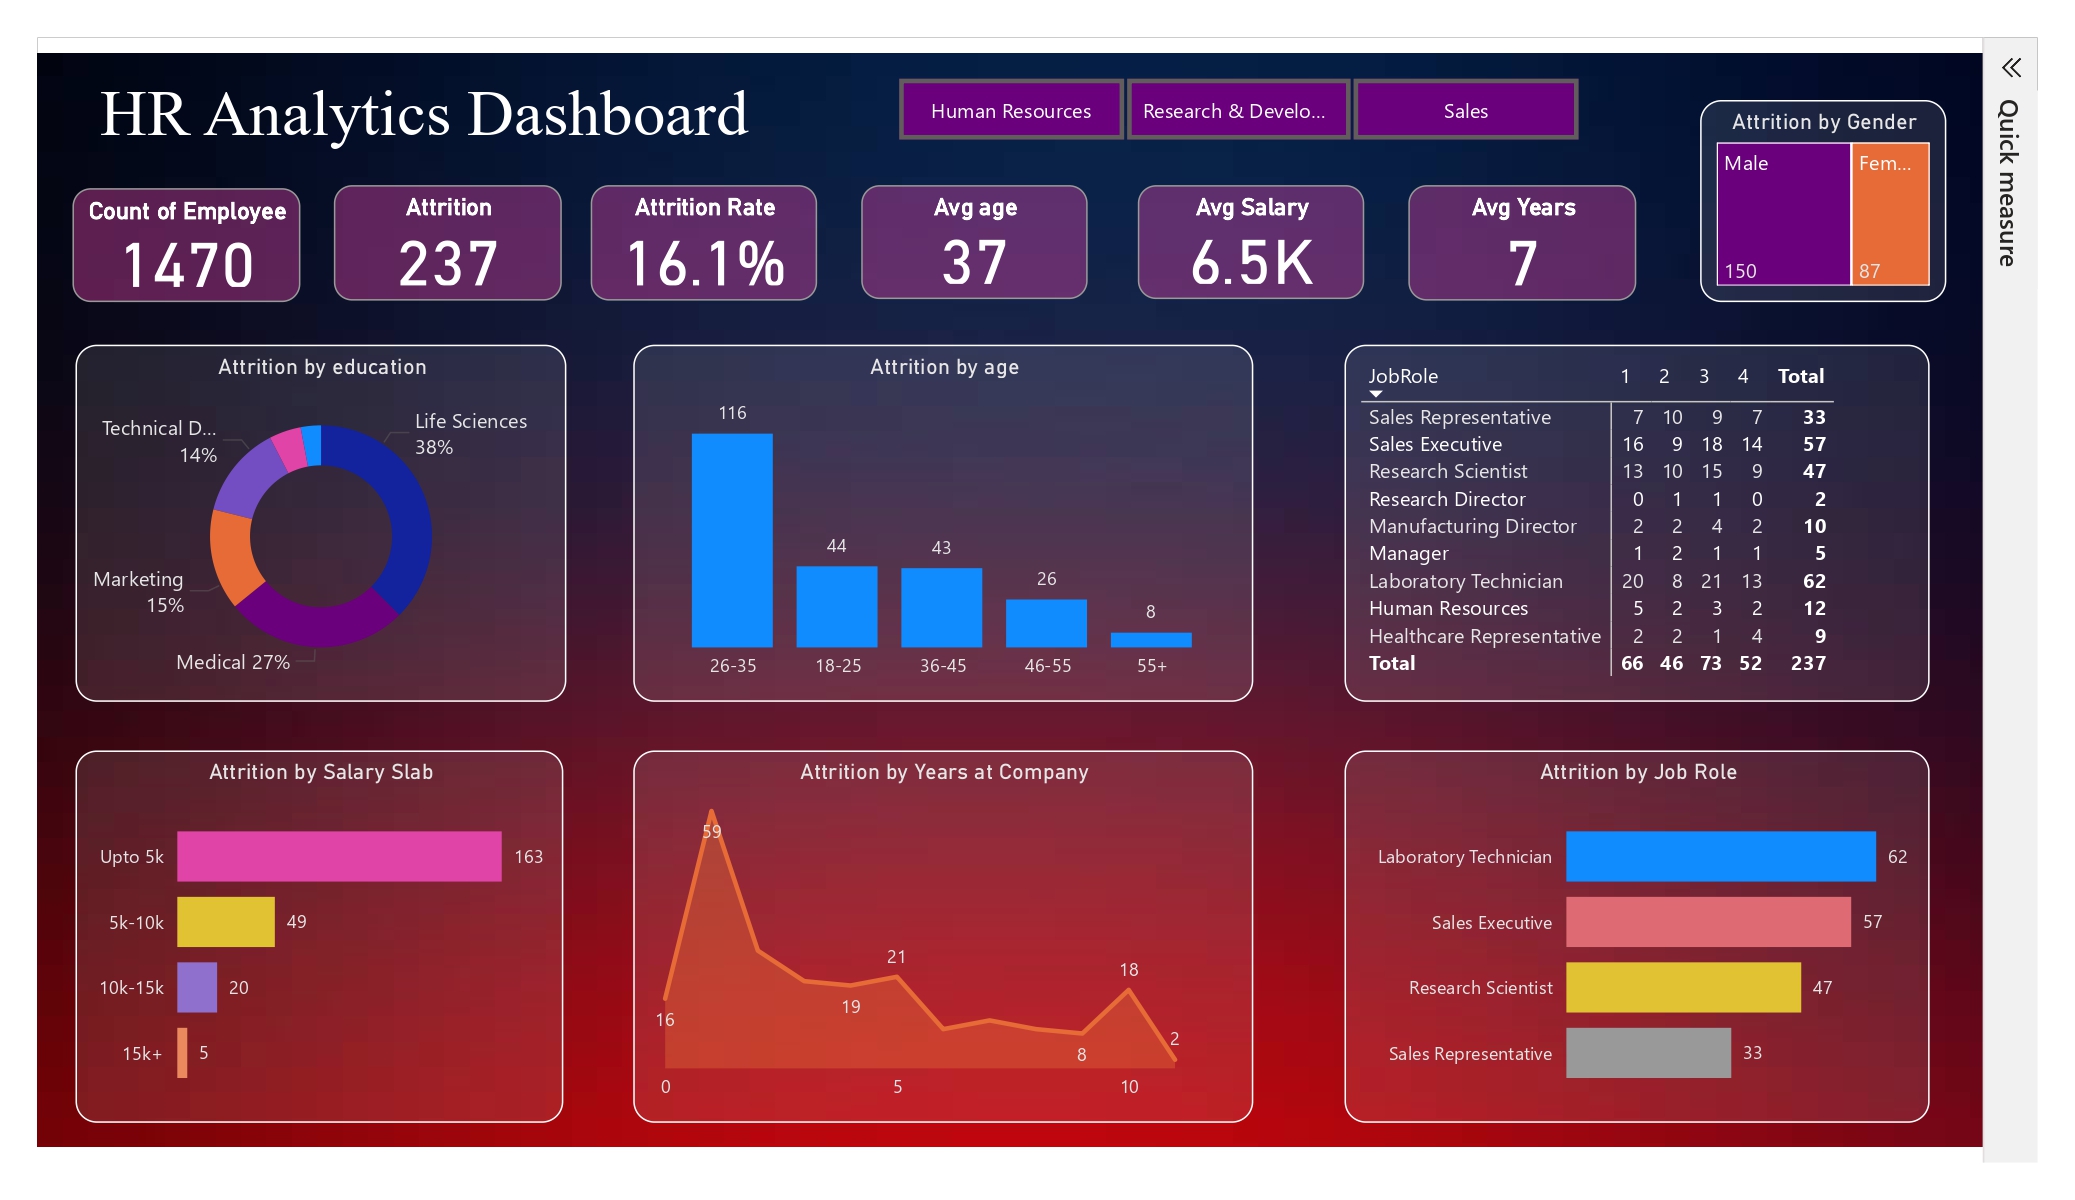 HR Analytics Dashboard
Human Resources
Research & Develo...
Sales
Quick measure
Attrition by Gender
Male
Fem...
150
87
Count of Employee
1470
Attrition
237
Attrition Rate
16.1%
Avg age
37
Avg Salary
6.5K
Avg Years
7
Attrition by education
Technical D...
14%
Life Sciences
38%
Marketing
15%
Medical 27%
Attrition by age
116
44
43
26
8
26-35 18-25 36-45 46-55 55+
JobRole 1 2 3 4 Total
Sales Representative 7 10 9 7 33
Sales Executive 16 9 18 14 57
Research Scientist 13 10 15 9 47
Research Director 0 1 1 0 2
Manufacturing Director 2 2 4 2 10
Manager 1 2 1 1 5
Laboratory Technician 20 8 21 13 62
Human Resources 5 2 3 2 12
Healthcare Representative 2 2 1 4 9
Total 66 46 73 52 237
Attrition by Salary Slab
Upto 5k 163
5k-10k 49
10k-15k 20
15k+ 5
Attrition by Years at Company
59
16
19
21
8
18
2
0 5 10
Attrition by Job Role
Laboratory Technician 62
Sales Executive 57
Research Scientist 47
Sales Representative 33